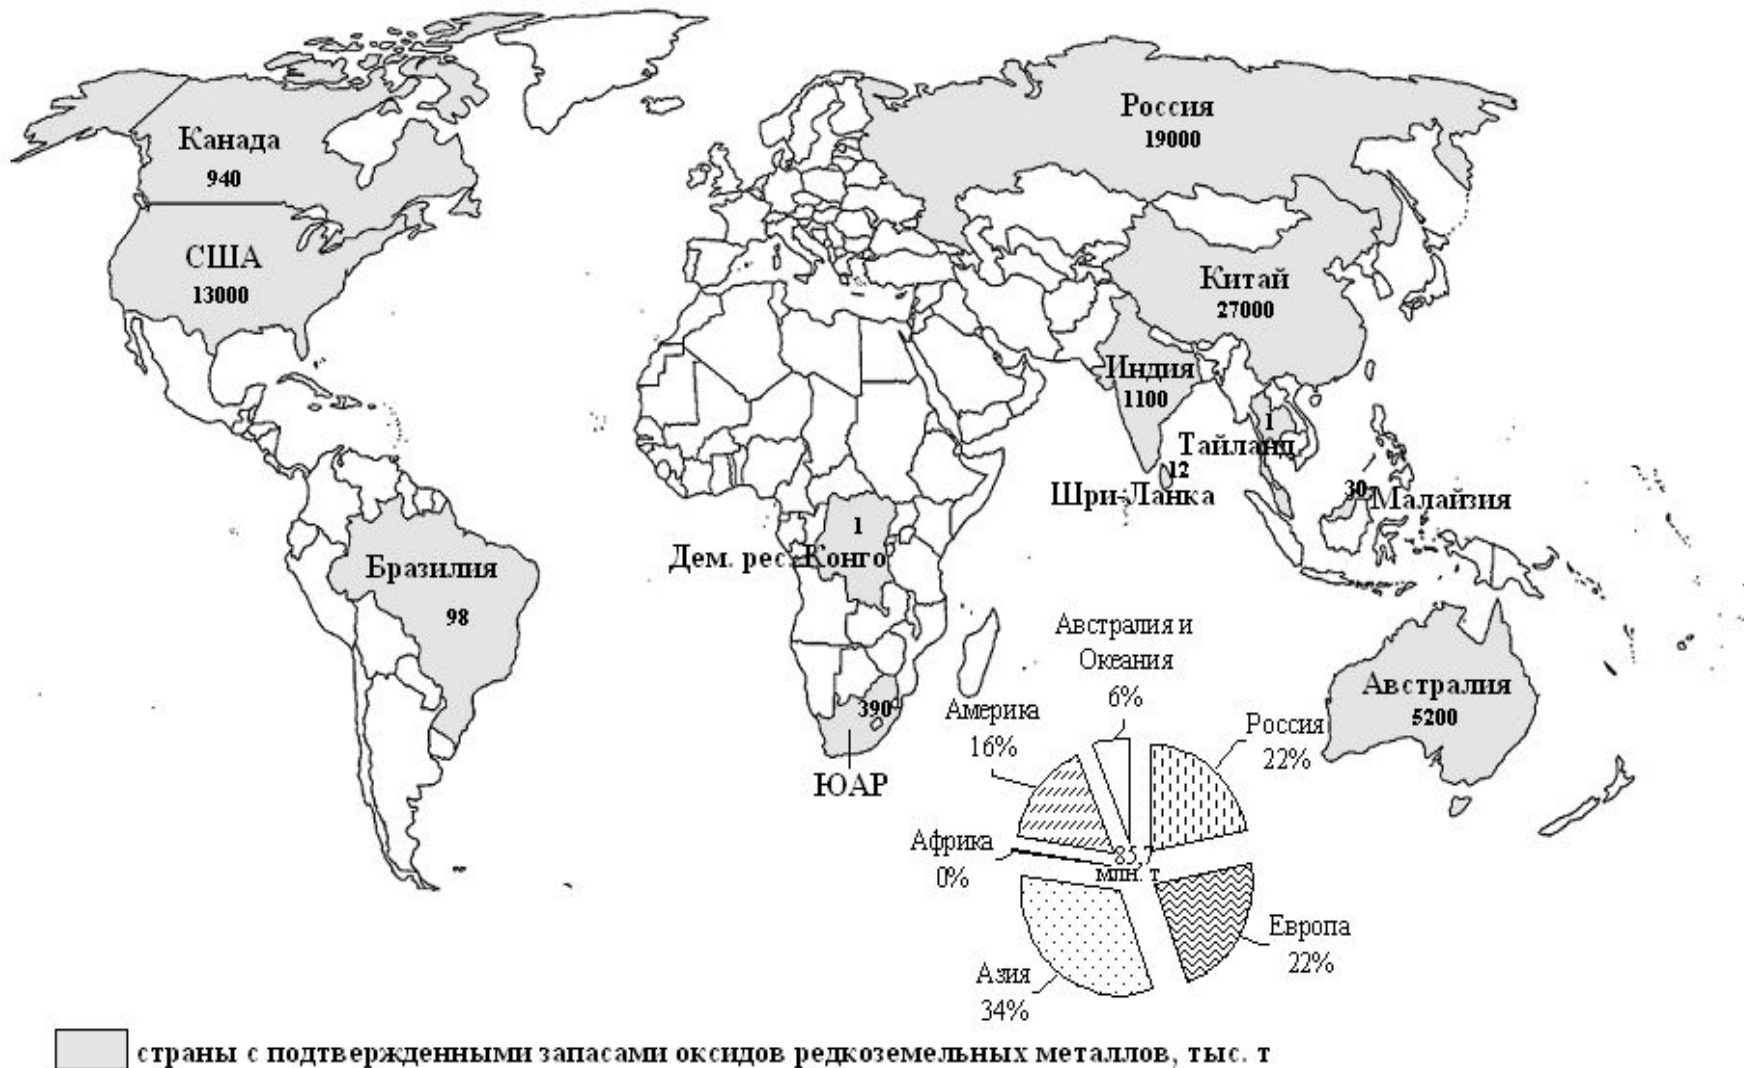 Канада
940
США
13000
Бразилия
98
Россия
19000
Китай
27000
Индия
1100
1
Тайланд
12
Шри-Ланка
30
Малайзия
1
Дем. рес. Конго
390
ЮАР
Австралия
5200
Австралия и
Океания
6%
Америка
16%
Россия
22%
Африка
0%
85,7
млн. т
Европа
22%
Азия
34%
страны с подтвержденными запасами оксидов редкоземельных металлов, тыс. т